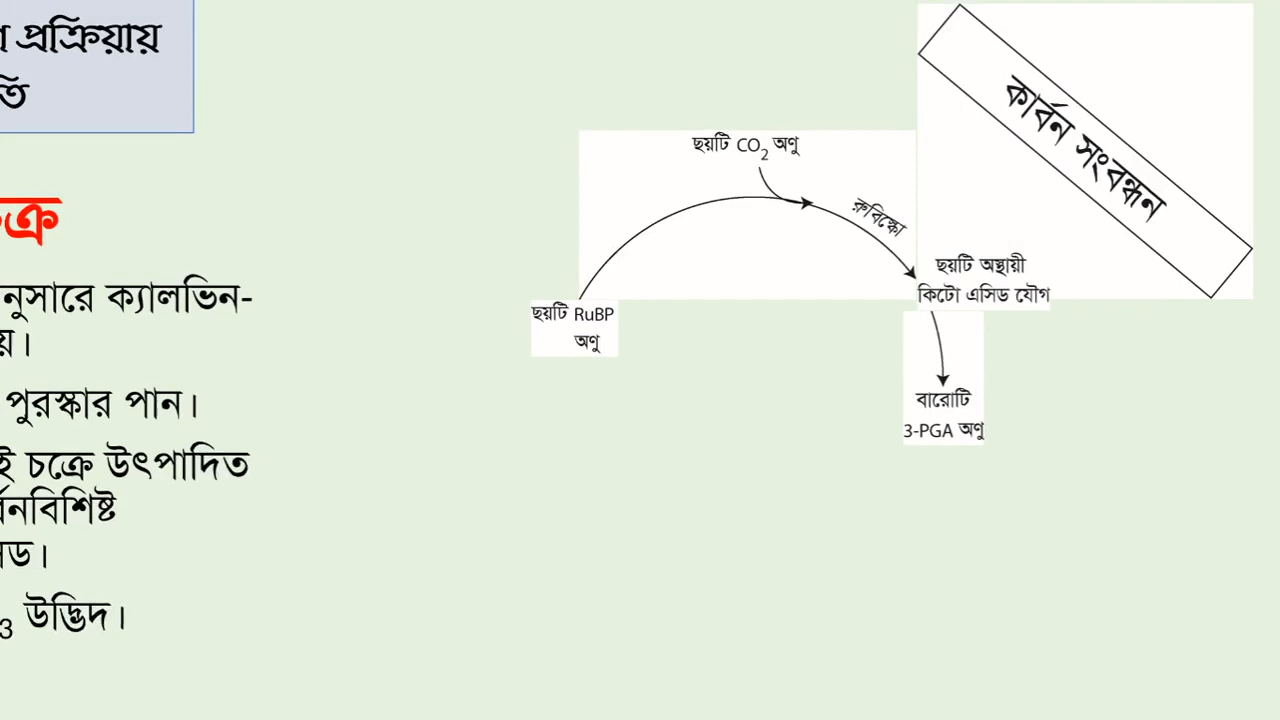 প্রক্রিয়ায়
তি
ক্র
নুসারে ক্যালভিন-
য়।
পুরস্কার পান।
ই চক্রে উৎপাদিত
র্বনবিশিষ্ট
সিড।
3 উদ্ভিদ।
কার্বন সংবন্ধন
ছয়টি CO2 অণু
রুবিস্কো
ছয়টি অস্থায়ী
কিটো এসিড যৌগ
ছয়টি RuBP
অণু
বারোটি
3-PGA অণু